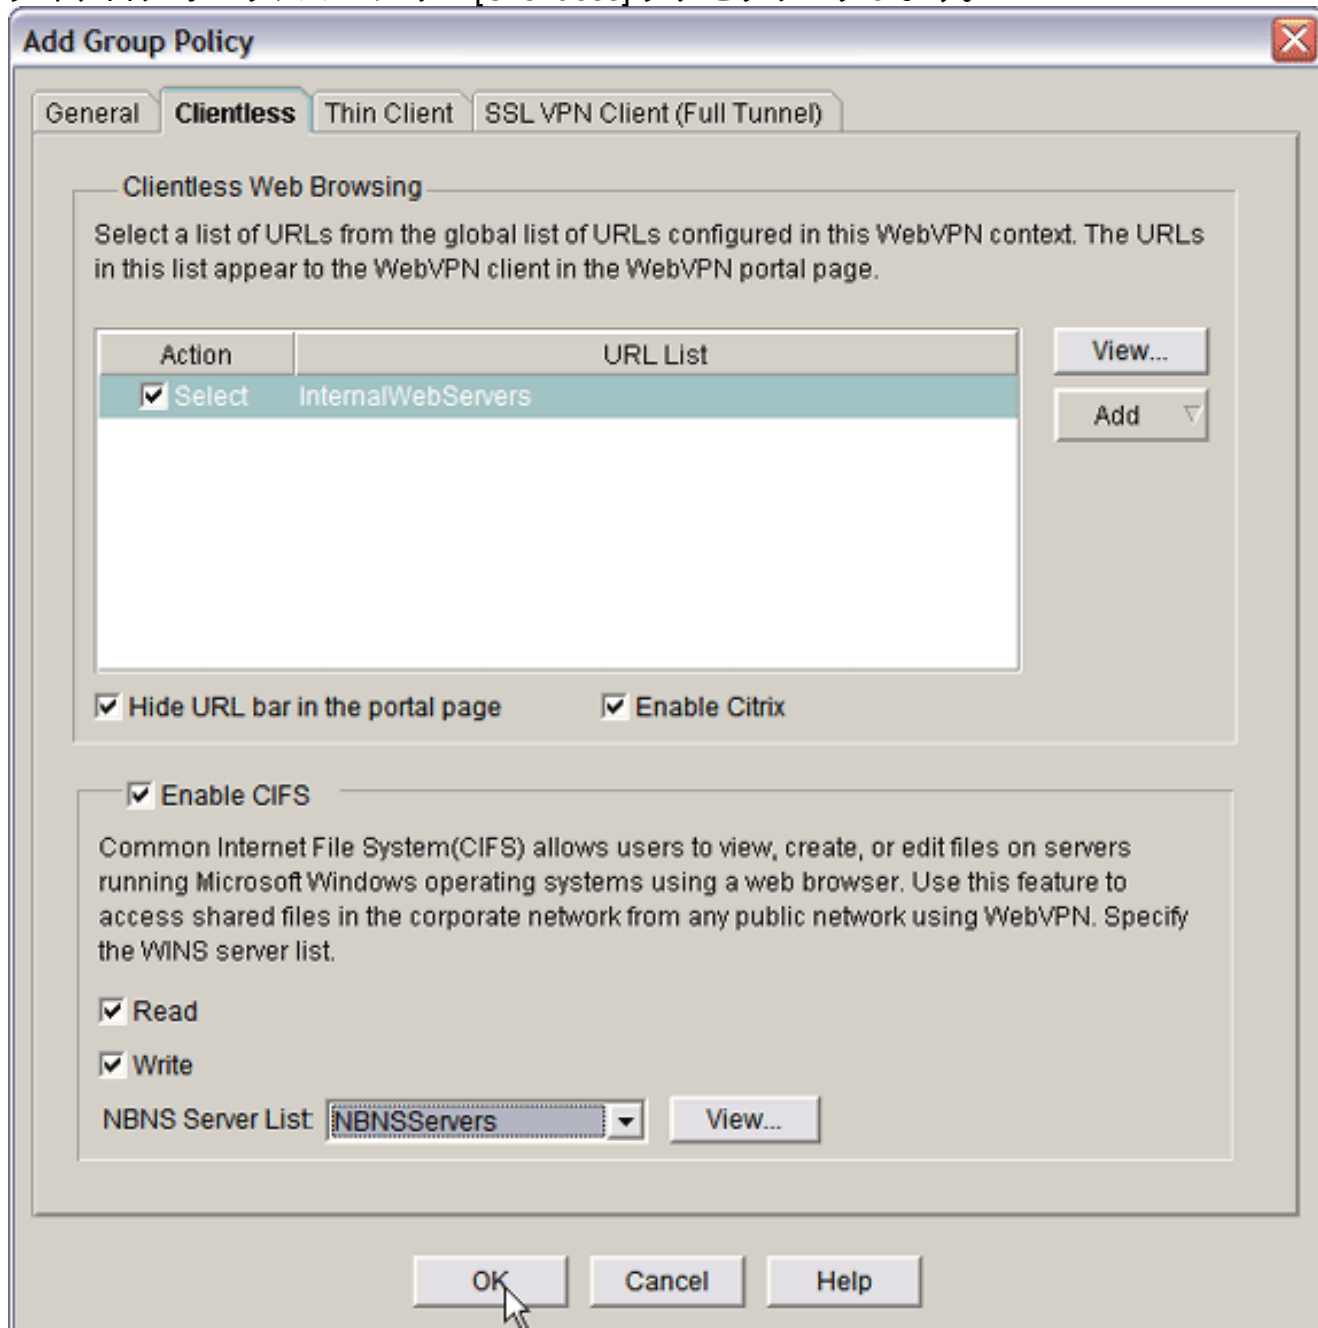 [Clientless]
Add Group Policy
General Clientless Thin Client SSL VPN Client (Full Tunnel)
Clientless Web Browsing
Select a list of URLs from the global list of URLs configured in this WebVPN context. The URLs
in this list appear to the WebVPN client in the WebVPN portal page.
Action URL List View...
Select InternalWebServers
Add
Hide URL bar in the portal page Enable Citrix
Enable CIFS
Common Internet File System(CIFS) allows users to view, create, or edit files on servers
running Microsoft Windows operating systems using a web browser. Use this feature to
access shared files in the corporate network from any public network using WebVPN. Specify
the WINS server list.
Read
Write
NBNS Server List: NBNSServers View...
OK Cancel Help